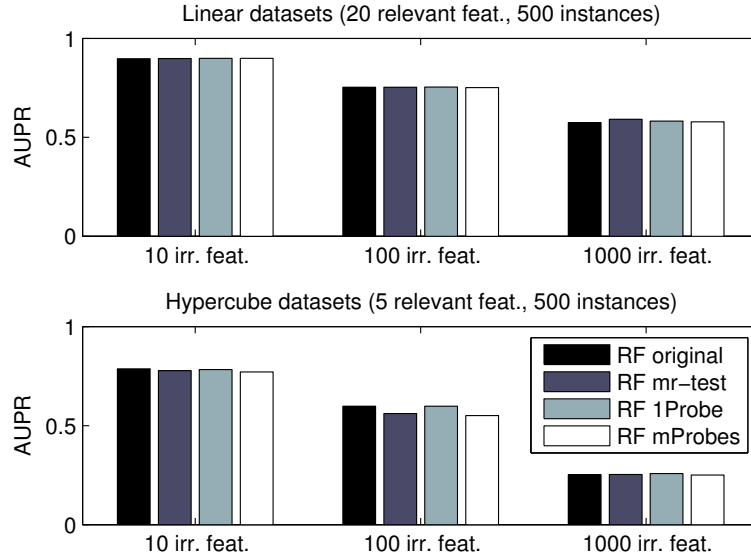 Linear datasets (20 relevant feat., 500 instances)
1
0.5
0
AUPR
10 irr. feat.
100 irr. feat.
1000 irr. feat.
Hypercube datasets (5 relevant feat., 500 instances)
1
0.5
0
AUPR
RF original
RF mr−test
RF 1Probe
RF mProbes
10 irr. feat.
100 irr. feat.
1000 irr. feat.